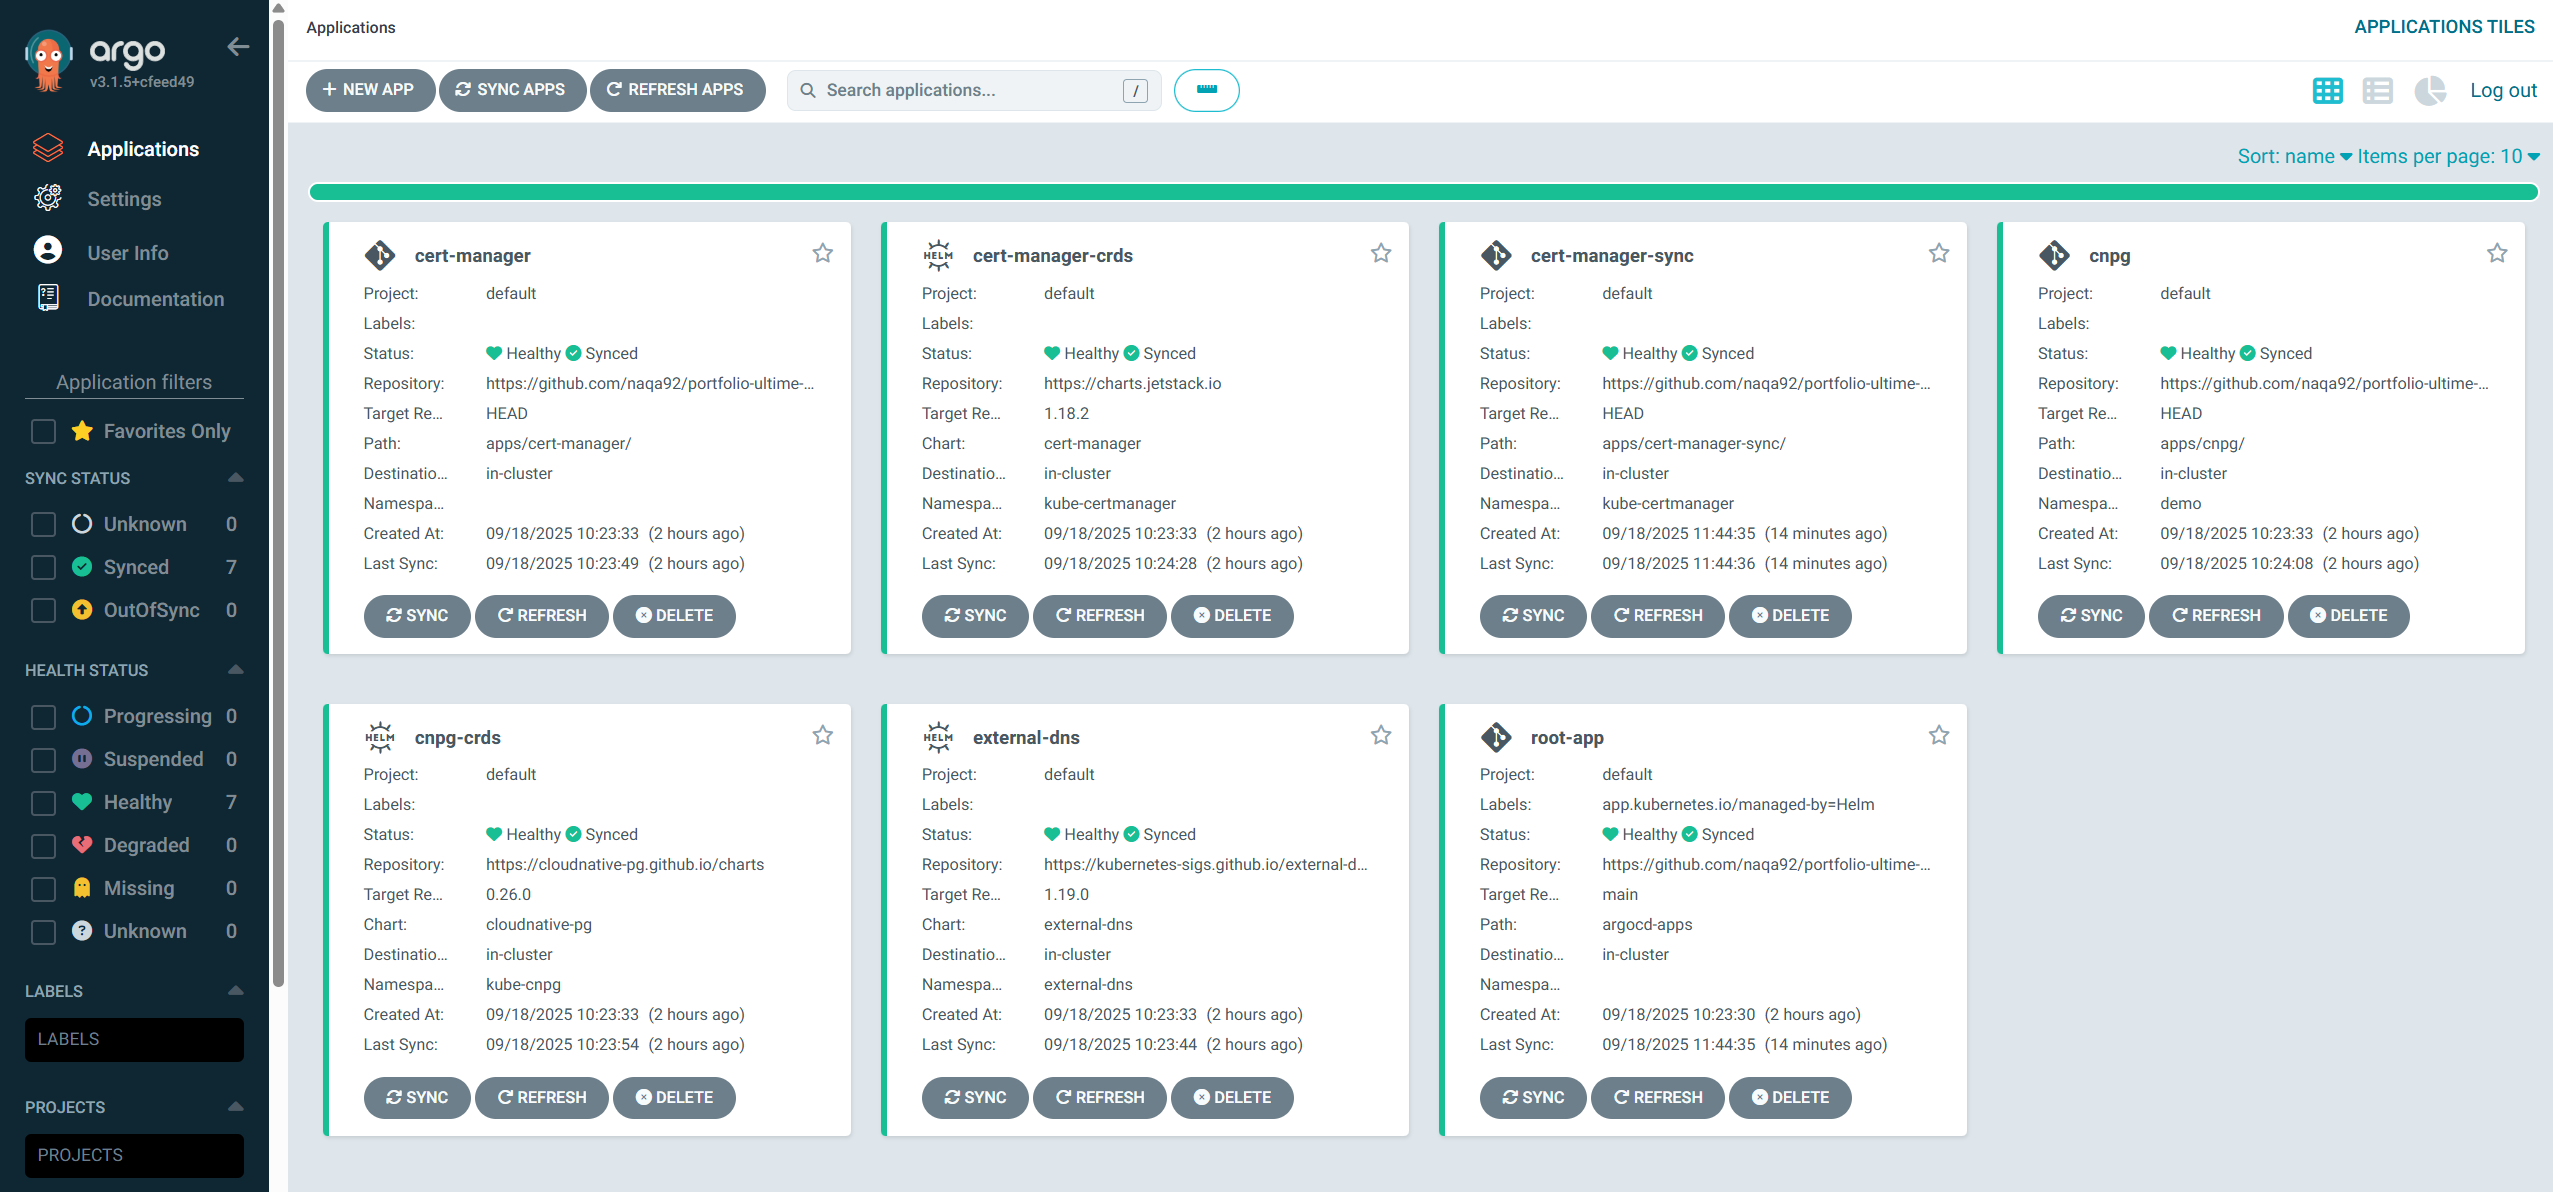 argo
v3.1.5+cfeed49
Applications
Settings
User Info
Documentation
Application filters
Favorites Only
SYNC STATUS
Unknown 0
Synced 7
OutOfSync 0
HEALTH STATUS
Progressing 0
Suspended 0
Healthy 7
Degraded 0
Missing 0
Unknown 0
LABELS
LABELS
PROJECTS
PROJECTS
Applications
APPLICATIONS TILES
NEW APP SYNC APPS REFRESH APPS Search applications... / Log out
Sort: name Items per page: 10
cert-manager
Project: default
Labels:
Status: Healthy Synced
Repository: https://github.com/naqa92/portfolio-ultime-...
Target Re... HEAD
Path: apps/cert-manager/
Destinatio... in-cluster
Namespa...
Created At: 09/18/2025 10:23:33 (2 hours ago)
Last Sync: 09/18/2025 10:23:49 (2 hours ago)
SYNC REFRESH DELETE
HELM
cert-manager-crds
Project: default
Labels:
Status: Healthy Synced
Repository: https://charts.jetstack.io
Target Re... 1.18.2
Chart: cert-manager
Destinatio... in-cluster
Namespa... kube-certmanager
Created At: 09/18/2025 10:23:33 (2 hours ago)
Last Sync: 09/18/2025 10:24:28 (2 hours ago)
SYNC REFRESH DELETE
cert-manager-sync
Project: default
Labels:
Status: Healthy Synced
Repository: https://github.com/naqa92/portfolio-ultime-...
Target Re... HEAD
Path: apps/cert-manager-sync/
Destinatio... in-cluster
Namespa... kube-certmanager
Created At: 09/18/2025 11:44:35 (14 minutes ago)
Last Sync: 09/18/2025 11:44:36 (14 minutes ago)
SYNC REFRESH DELETE
cnpg
Project: default
Labels:
Status: Healthy Synced
Repository: https://github.com/naqa92/portfolio-ultime-...
Target Re... HEAD
Path: apps/cnpg/
Destinatio... in-cluster
Namespa... demo
Created At: 09/18/2025 10:23:33 (2 hours ago)
Last Sync: 09/18/2025 10:24:08 (2 hours ago)
SYNC REFRESH DELETE
HELM
cnpg-crds
Project: default
Labels:
Status: Healthy Synced
Repository: https://cloudnative-pg.github.io/charts
Target Re... 0.26.0
Chart: cloudnative-pg
Destinatio... in-cluster
Namespa... kube-cnpg
Created At: 09/18/2025 10:23:33 (2 hours ago)
Last Sync: 09/18/2025 10:23:54 (2 hours ago)
SYNC REFRESH DELETE
HELM
external-dns
Project: default
Labels:
Status: Healthy Synced
Repository: https://kubernetes-sigs.github.io/external-d...
Target Re... 1.19.0
Chart: external-dns
Destinatio... in-cluster
Namespa... external-dns
Created At: 09/18/2025 10:23:33 (2 hours ago)
Last Sync: 09/18/2025 10:23:44 (2 hours ago)
SYNC REFRESH DELETE
root-app
Project: default
Labels: app.kubernetes.io/managed-by=Helm
Status: Healthy Synced
Repository: https://github.com/naqa92/portfolio-ultime-...
Target Re... main
Path: argocd-apps
Destinatio... in-cluster
Namespa...
Created At: 09/18/2025 10:23:30 (2 hours ago)
Last Sync: 09/18/2025 11:44:35 (14 minutes ago)
SYNC REFRESH DELETE